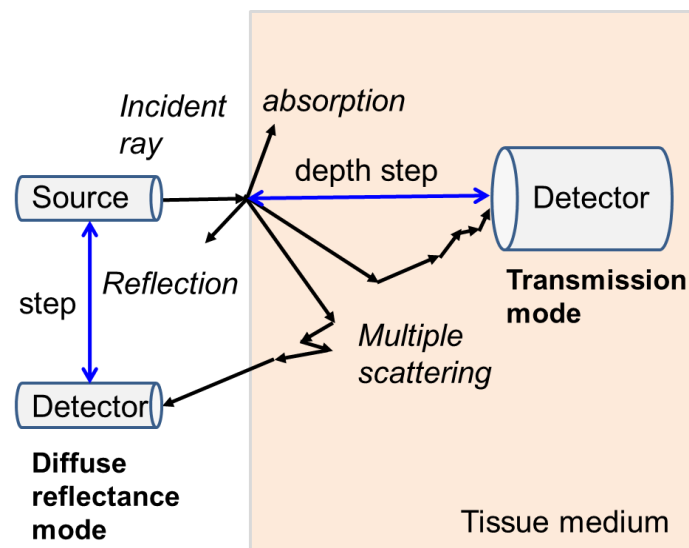 Incident
ray
absorption
Source
depth step
Detector
Reflection
step
Transmission
mode
Multiple
scattering
Detector
Diffuse
reflectance
mode
Tissue medium